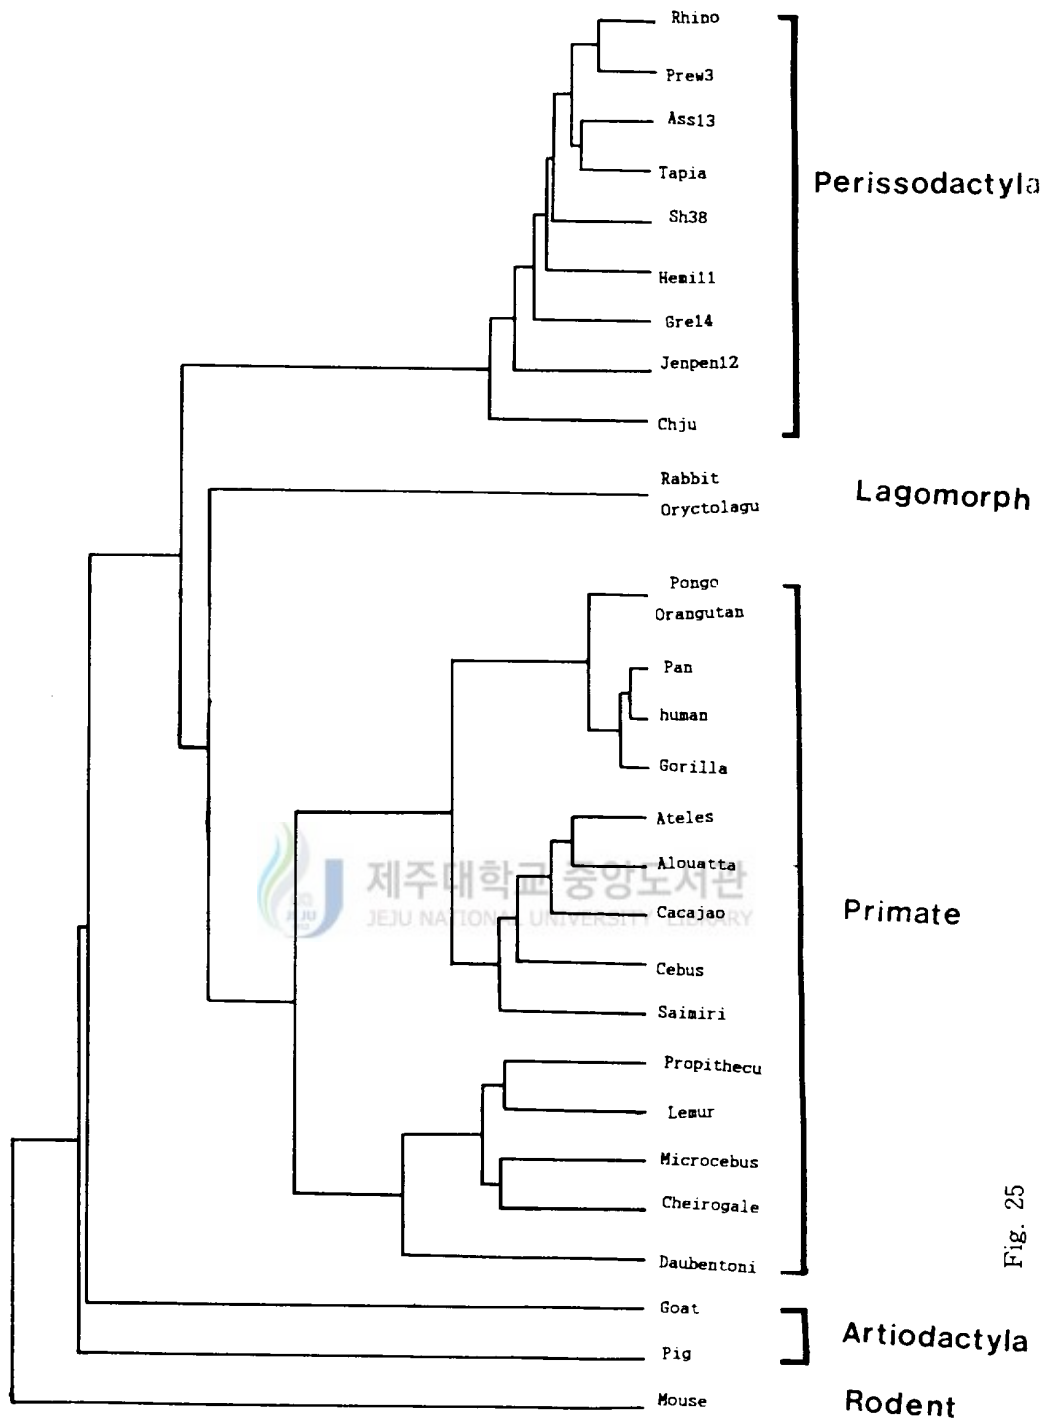 Rhino
Prew3
Ass13
Tapia
Perissodactyla
Sh38
Hemi11
Gre14
Jenpen12
Chju
Rabbit
Oryctolagu
Lagomorph
Pongo
Orangutan
Pan
human
Gorilla
Ateles
Alouatta
제주대학교 중앙도서관
JEJU NATIONAL UNIVERSITY LIBRARY
JEJU
Cacajao
Primate
Cebus
Saimiri
Propithecu
Lemur
Microcebus
Cheirogale
Daubentoni
Fig. 25
Goat
Artiodactyla
Pig
Mouse
Rodent